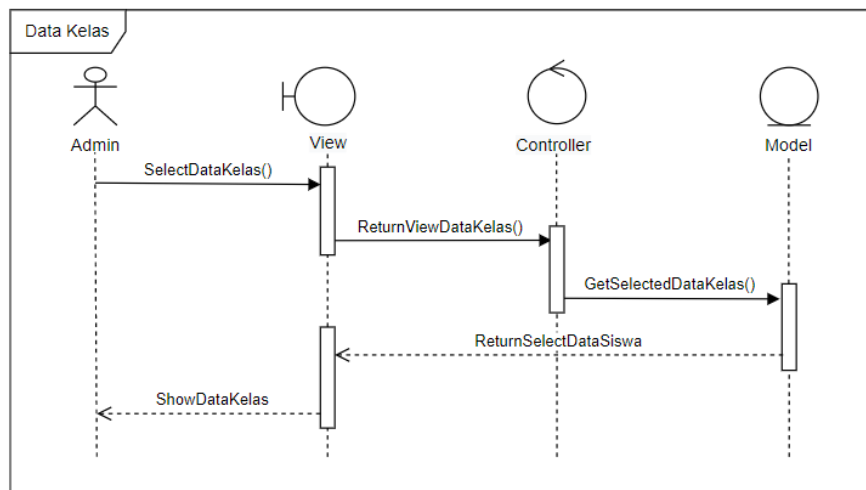 Data Kelas
Admin
View
Controller
Model
SelectDataKelas()
ReturnViewDataKelas()
GetSelectedDataKelas()
ReturnSelectDataSiswa
ShowDataKelas